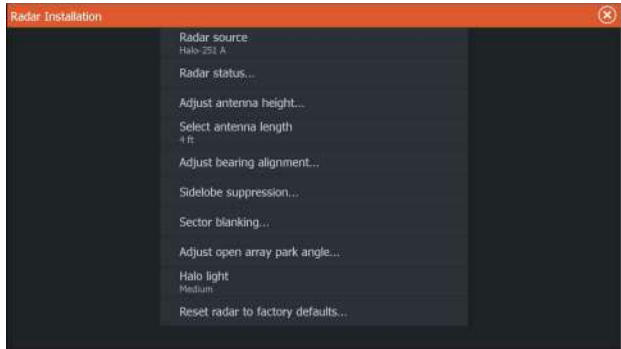 Radar Installation
Radar source
Halo-251 A
Radar status...
Adjust antenna height...
Select antenna length
4 ft
Adjust bearing alignment...
Sidelobe suppression...
Sector blanking...
Adjust open array park angle...
Halo light
Medium
Reset radar to factory defaults...